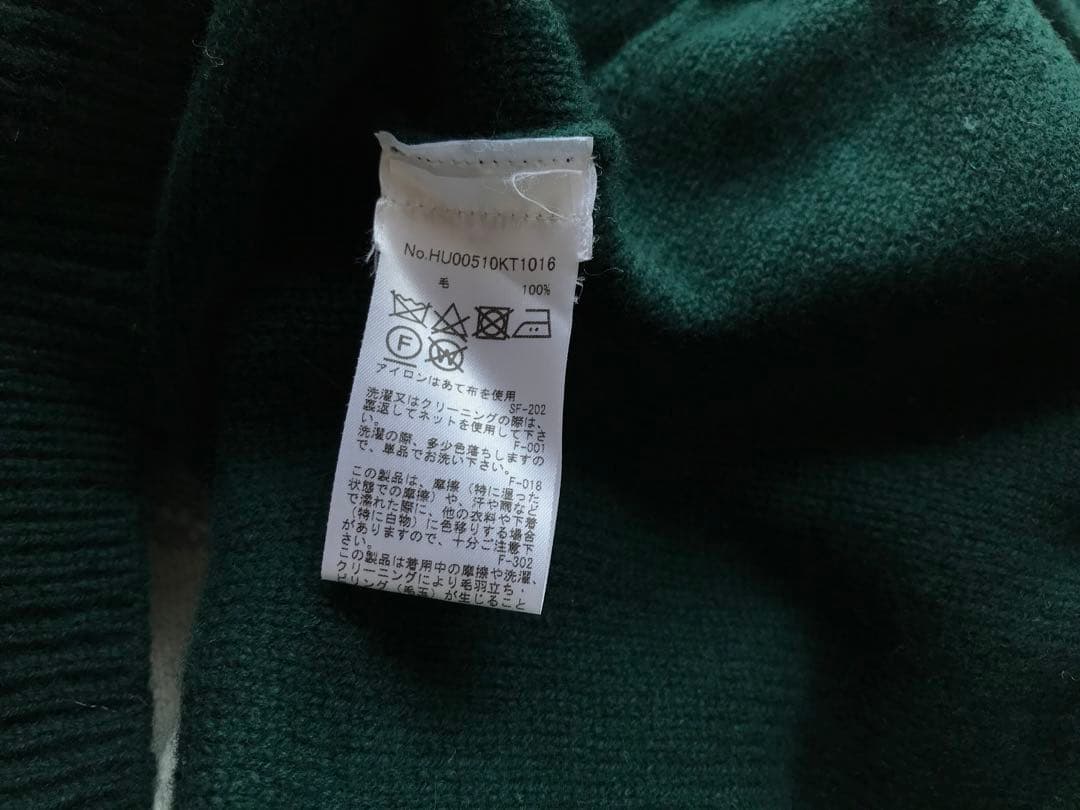 No.HU00510KT1016
毛 100%
F
W
アイロンはあて布を使用
SF-202
洗濯又はクリーニングの際は、
裏返してネットを使用して下さ
い。 F-001
洗濯の際、多少色落ちしますの
で、単品でお洗い下さい。
F-018
この製品は、摩擦（特に湿った
状態での摩擦）や、汗や雨など
で濡れた際に、他の衣料や下着
（特に白物）に色移りする場合
がありますので、十分ご注意下
さい。 F-302
この製品は着用中の摩擦や洗濯、
クリーニングにより毛羽立ち・
ピリング（毛玉）が生じること